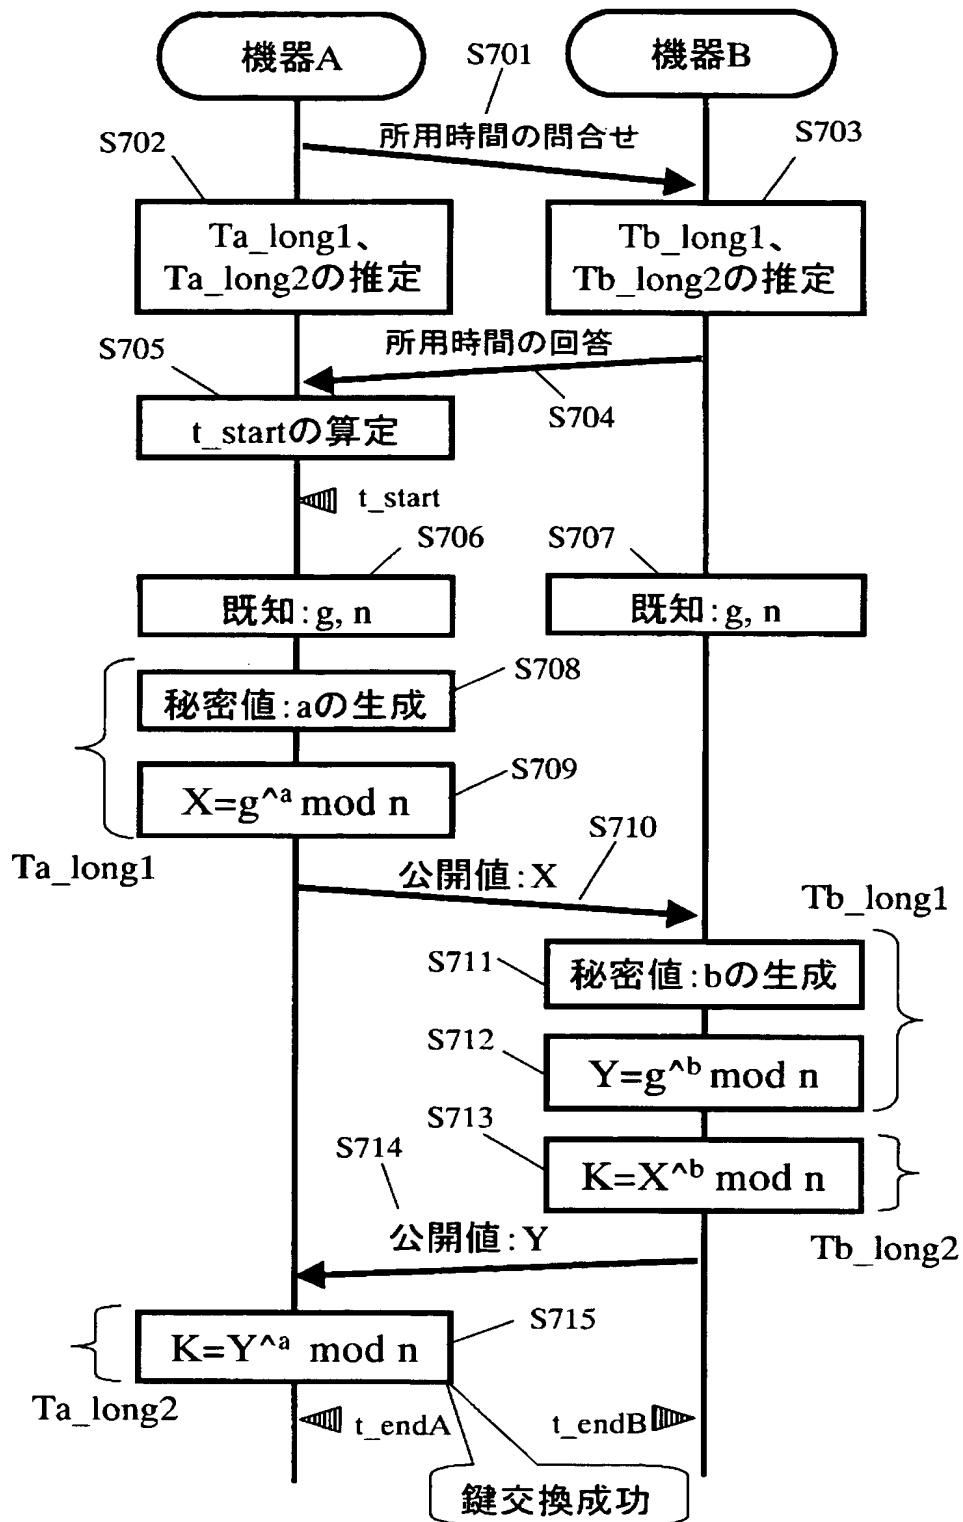 機器A
機器B
S701
所用時間の問合せ
S702
S703
Ta_long1、
Ta_long2の推定
Tb_long1、
Tb_long2の推定
所用時間の回答
S705
S704
t_startの算定
t_start
S706
S707
既知:g, n
既知:g, n
S708
秘密値:aの生成
S709
X=g^a mod n
Ta_long1
S710
公開値:X
Tb_long1
S711
秘密値:bの生成
S712
Y=g^b mod n
S713
K=X^b mod n
S714
公開値:Y
Tb_long2
S715
K=Y^a mod n
Ta_long2
t_endA
t_endB
鍵交換成功